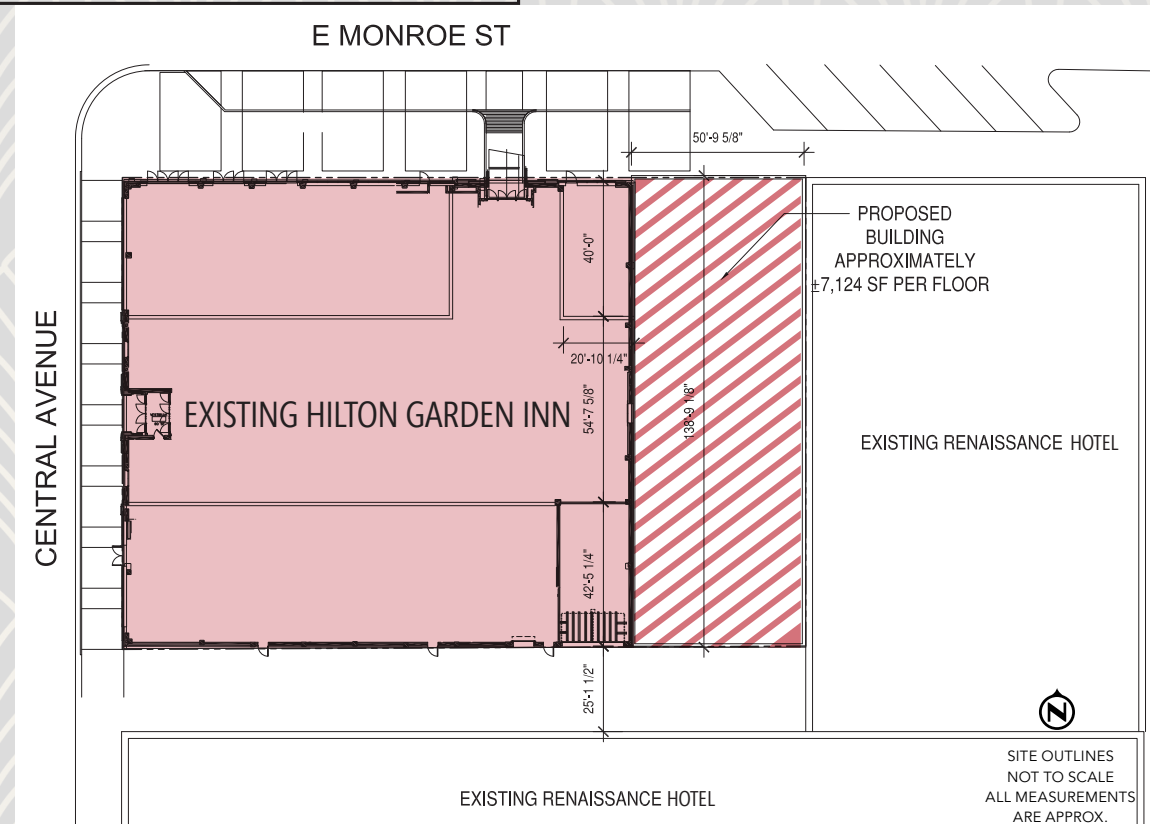 E MONROE ST
50'-9 5/8"
PROPOSED
BUILDING
APPROXIMATELY
±7,124 SF PER FLOOR
40'-0"
20'-10 1/4"
CENTRAL AVENUE
EXISTING HILTON GARDEN INN
54'-7 5/8"
138'-9 1/8"
EXISTING RENAISSANCE HOTEL
42'-5 1/4"
25'-1 1/2"
N
EXISTING RENAISSANCE HOTEL
SITE OUTLINES
NOT TO SCALE
ALL MEASUREMENTS
ARE APPROX.